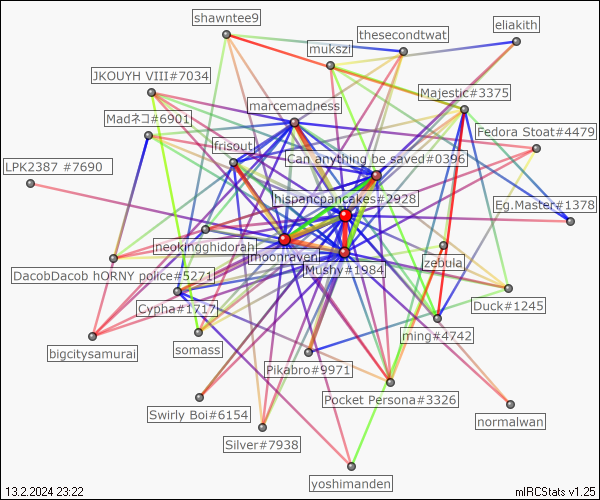 shawntee9
eliakith
thesecondtwat
mukszl
JKOUYH VIII#7034
Majestic#3375
marcemadness
Madネコ#6901
Fedora Stoat#4479
frisout
Can anything be saved#0396
LPK2387 #7690
hispancpancakes#2928
Eg.Master#1378
neokingghidorah
moonraven
zebula
Mushy#1984
DacobDacob hORNY police#5271
Cypha#1717
Duck#1245
somass
ming#4742
bigcitysamurai
Pikabro#9971
Pocket Persona#3326
Swirly Boi#6154
normalwan
Silver#7938
yoshimanden
13.2.2024 23:22
mIRCStats v1.25